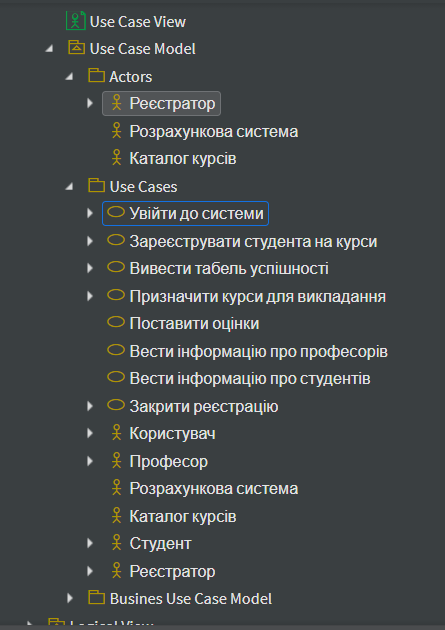 Use Case View
Use Case Model
Actors
Реєстратор
Розрахункова система
Каталог курсів
Use Cases
Увійти до системи
Зареєструвати студента на курси
Вивести табель успішності
Призначити курси для викладання
Поставити оцінки
Вести інформацію про професорів
Вести інформацію про студентів
Закрити реєстрацію
Користувач
Професор
Розрахункова система
Каталог курсів
Студент
Реєстратор
Busines Use Case Model
Logical View